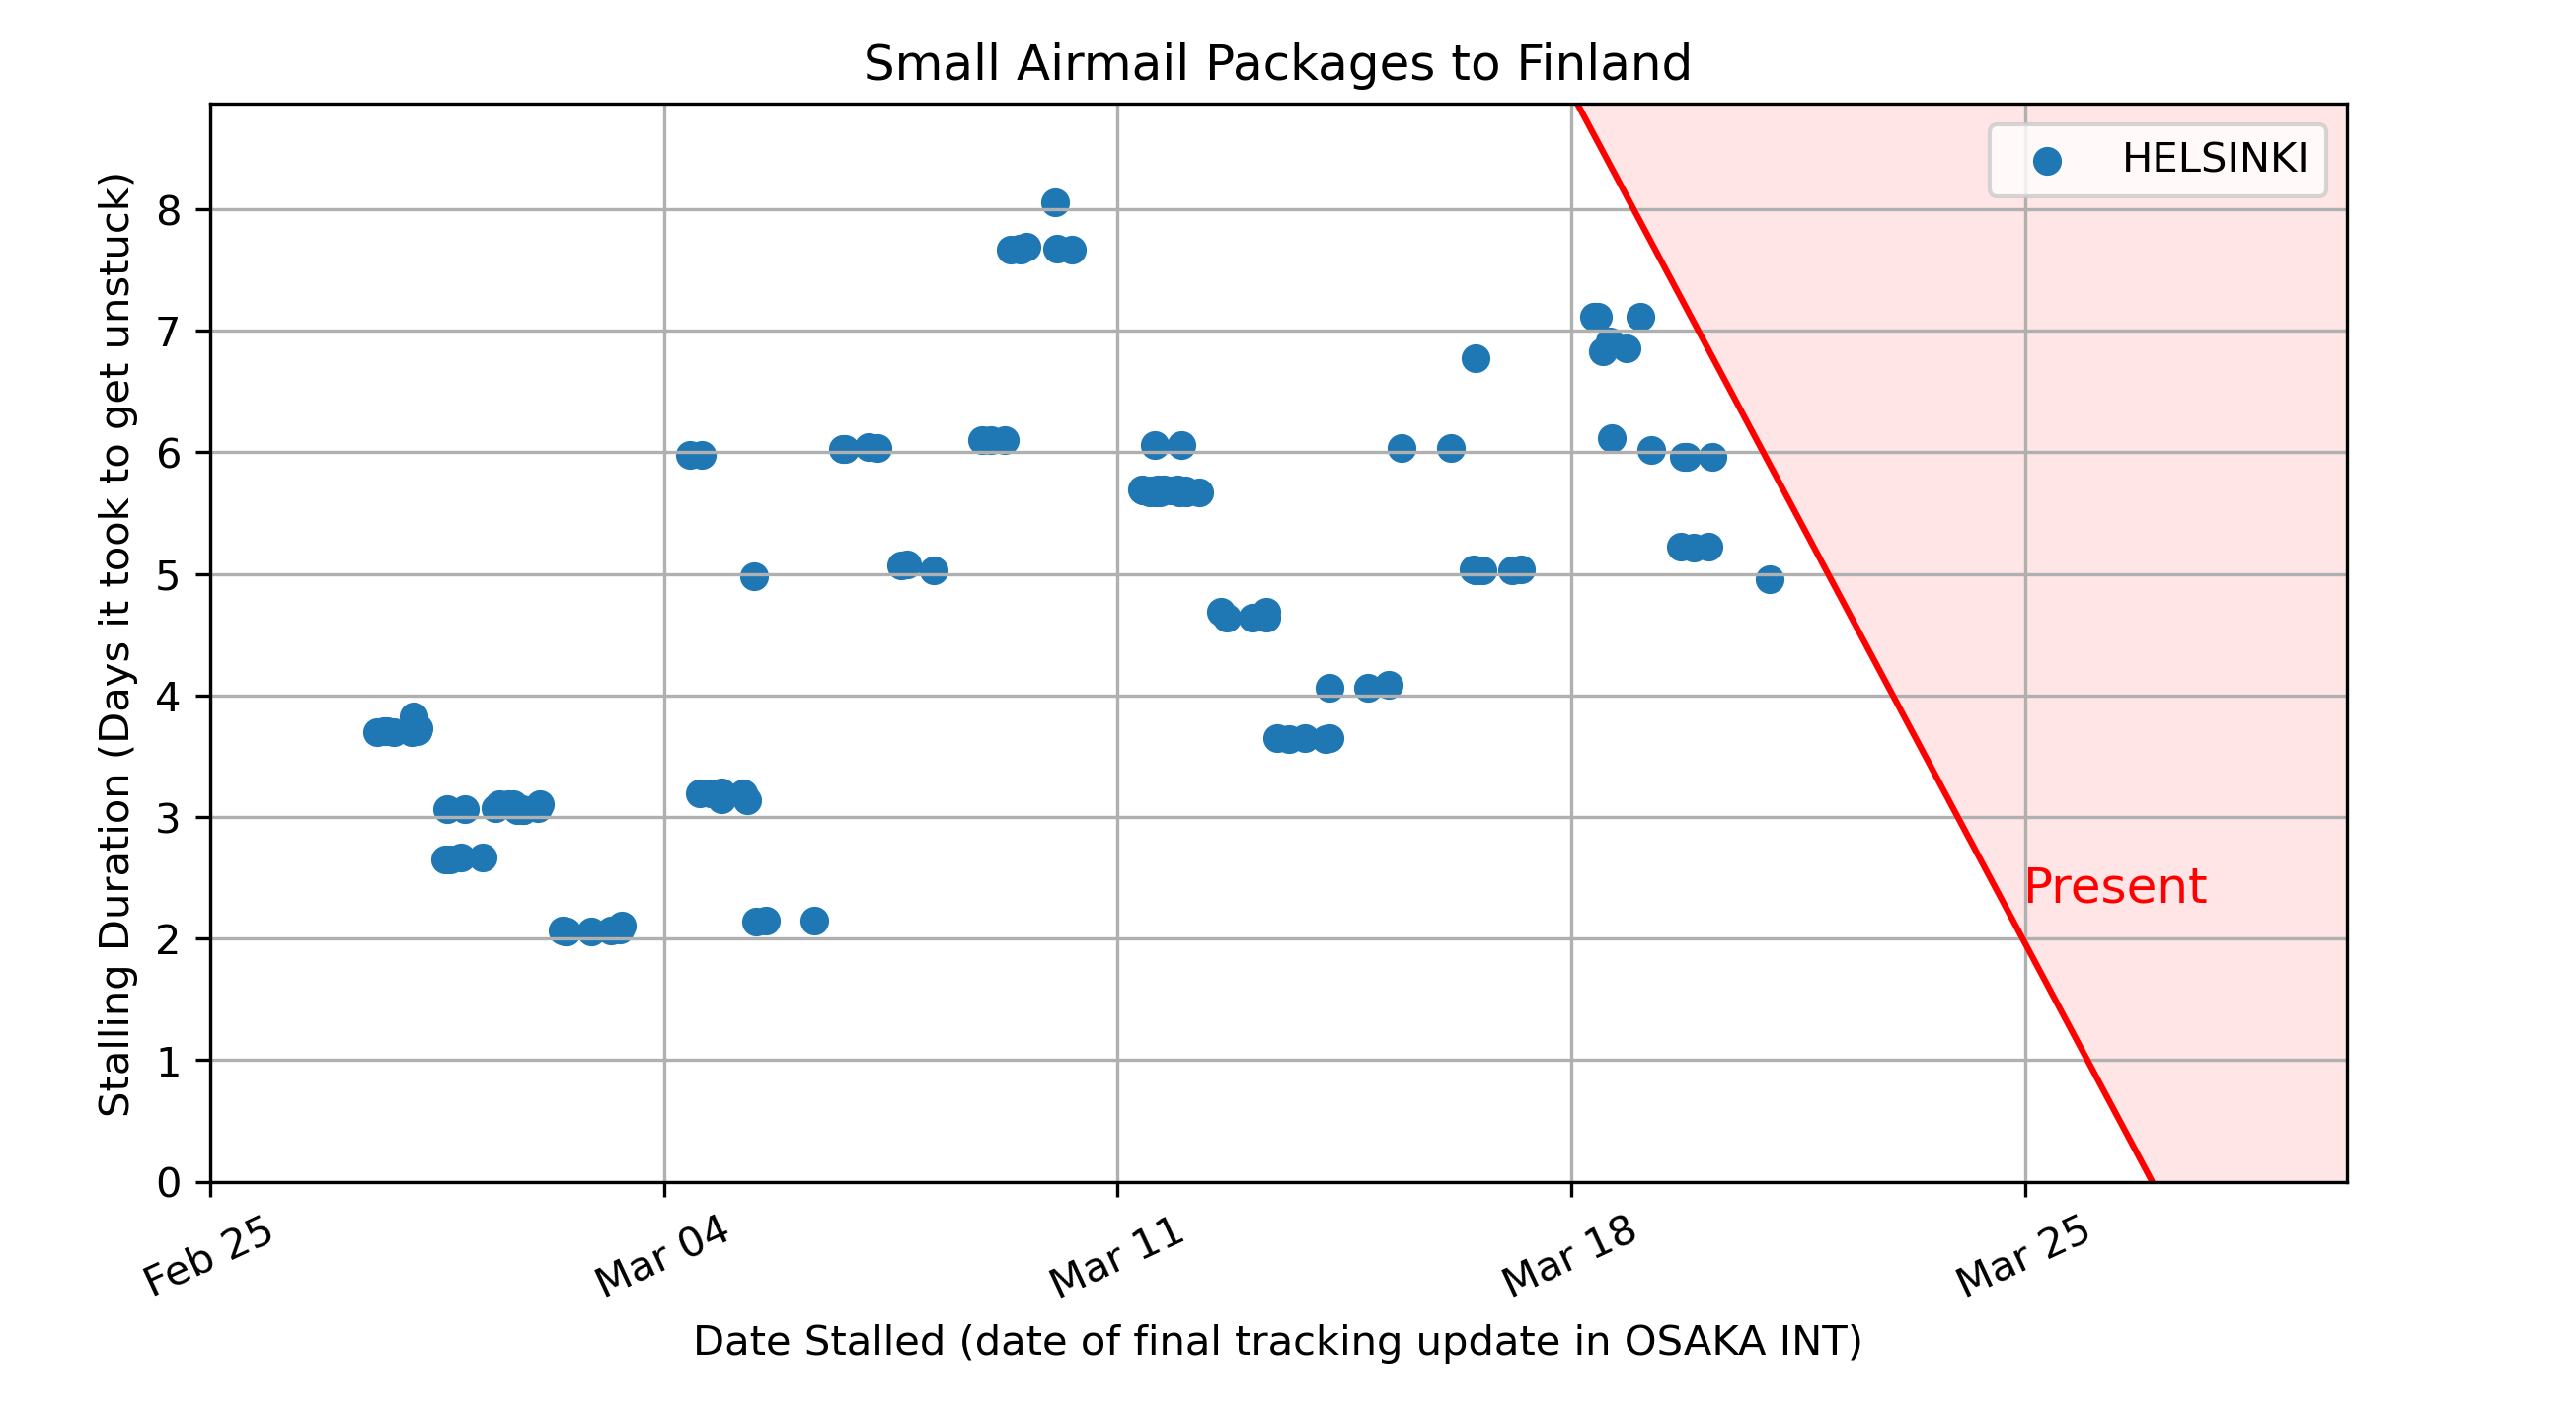 Small Airmail Packages to Finland
HELSINKI
Stalling Duration (Days it took to get unstuck)
8
7
6
5
4
3
2
1
0
Present
Feb 25
Mar 04
Mar 11
Mar 18
Mar 25
Date Stalled (date of final tracking update in OSAKA INT)